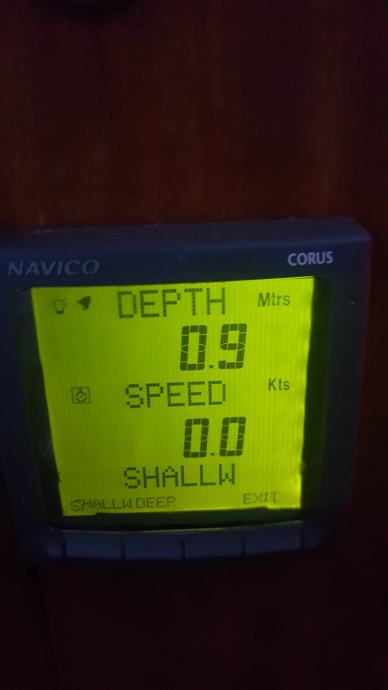 NAVICO CORUS
DEPTH Mtrs
0.9
SPEED Kts
0.0
SHALLW
SHALLW DEEP EXIT